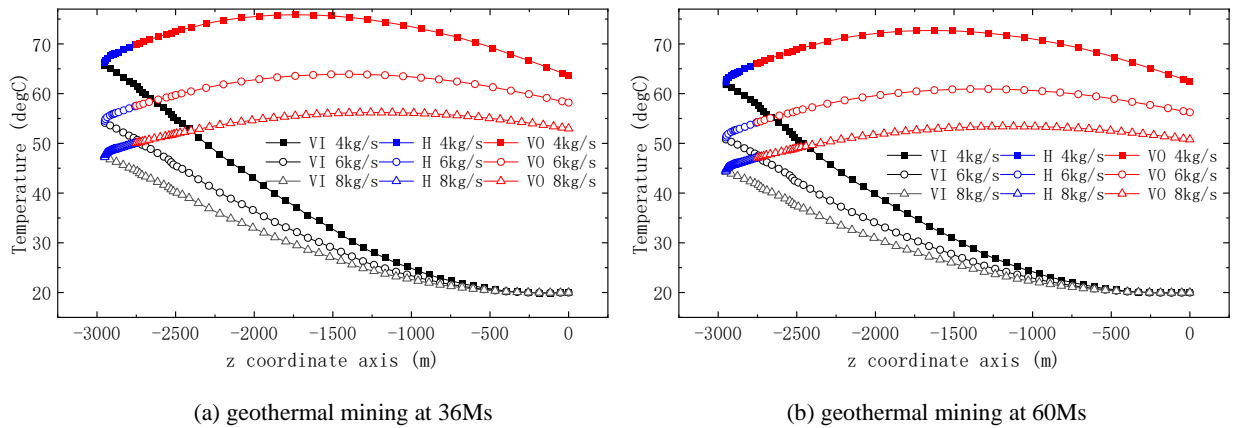 Temperature (degC)
70
60
50
40
30
20
VI 4kg/s H 4kg/s VO 4kg/s
VI 6kg/s H 6kg/s VO 6kg/s
VI 8kg/s H 8kg/s VO 8kg/s
-3000 -2500 -2000 -1500 -1000 -500 0
z coordinate axis (m)
(a) geothermal mining at 36Ms
Temperature (degC)
70
60
50
40
30
20
VI 4kg/s H 4kg/s VO 4kg/s
VI 6kg/s H 6kg/s VO 6kg/s
VI 8kg/s H 8kg/s VO 8kg/s
-3000 -2500 -2000 -1500 -1000 -500 0
z coordinate axis (m)
(b) geothermal mining at 60Ms